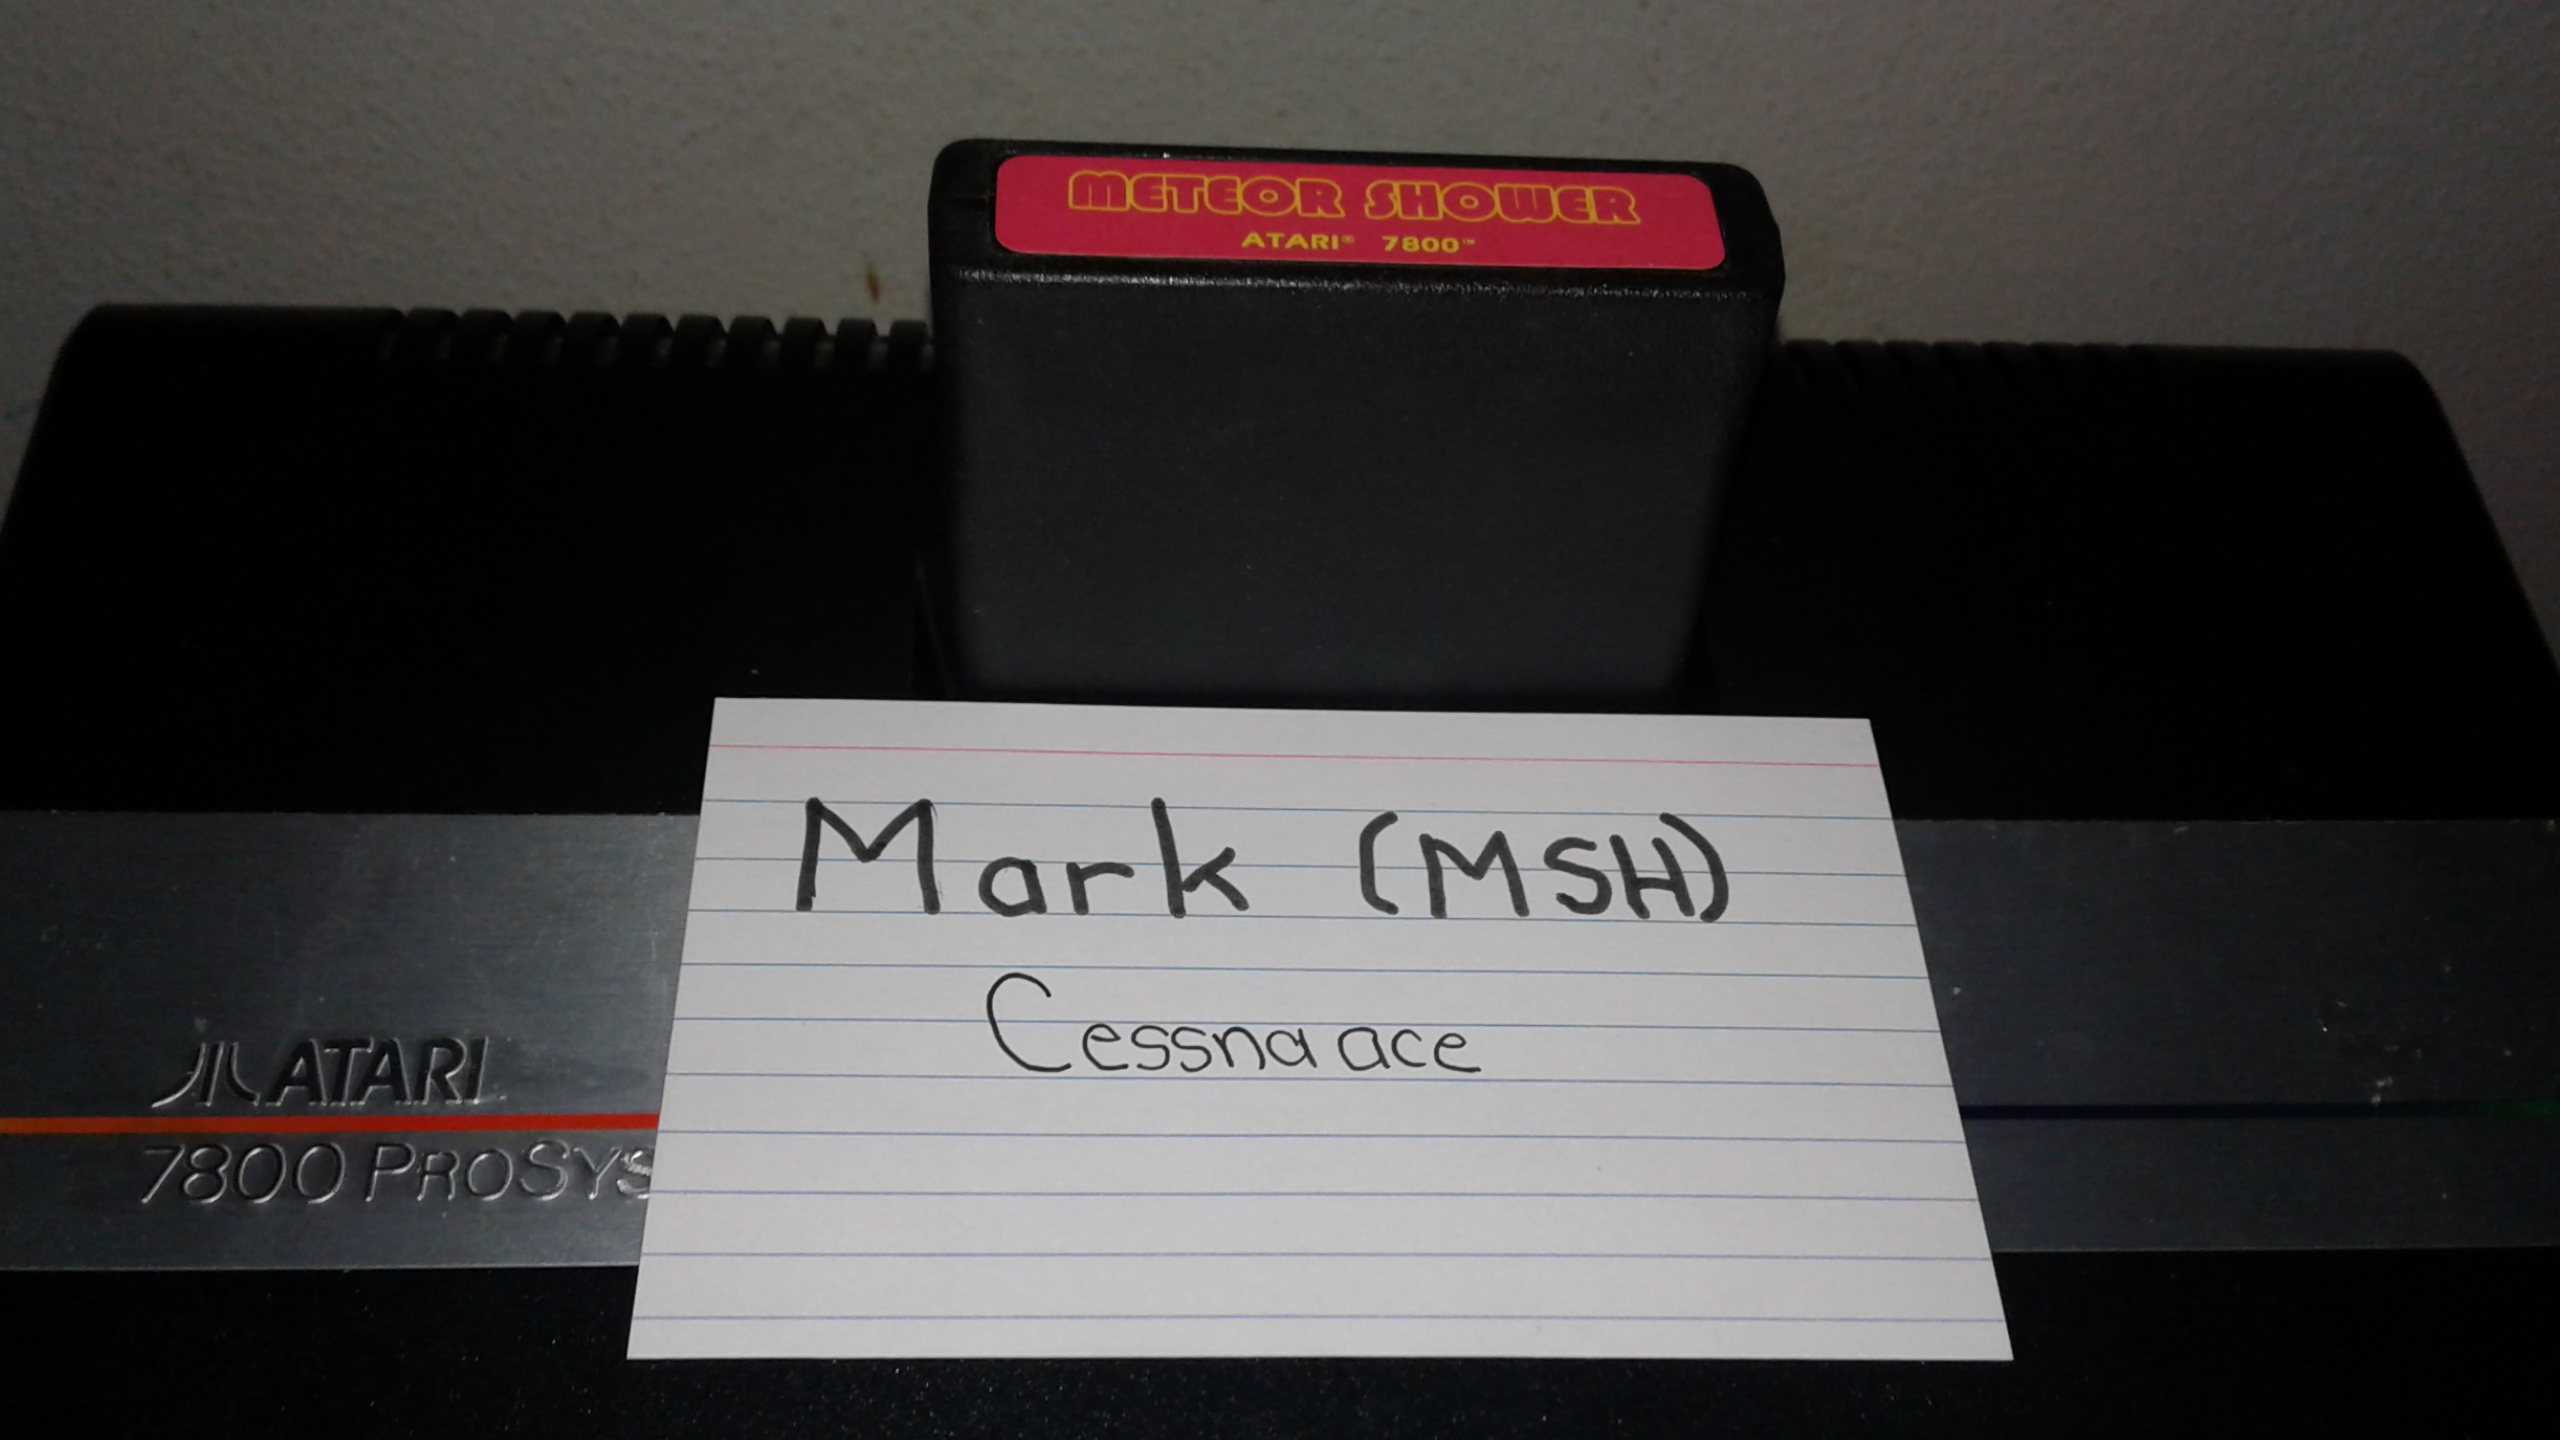 METEOR SHOWER
ATARI® 7800™
Mark (MSH)
Cessna ace
ATARI
7800 PROSYS